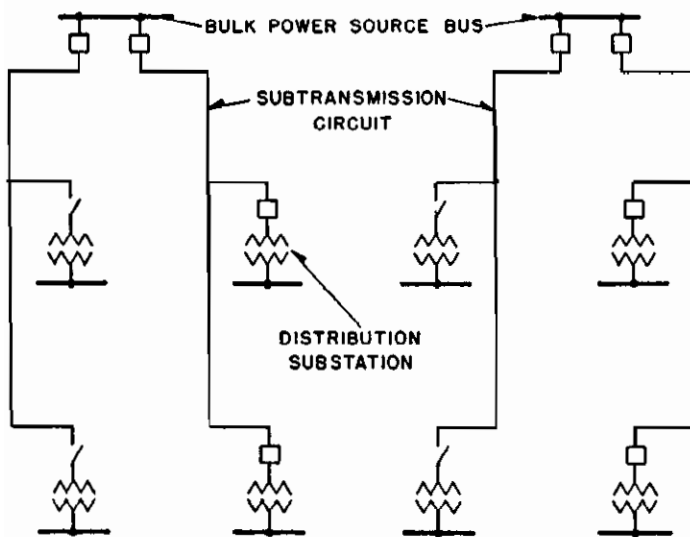 BULK POWER SOURCE BUS
SUBTRANSMISSION
CIRCUIT
DISTRIBUTION
SUBSTATION